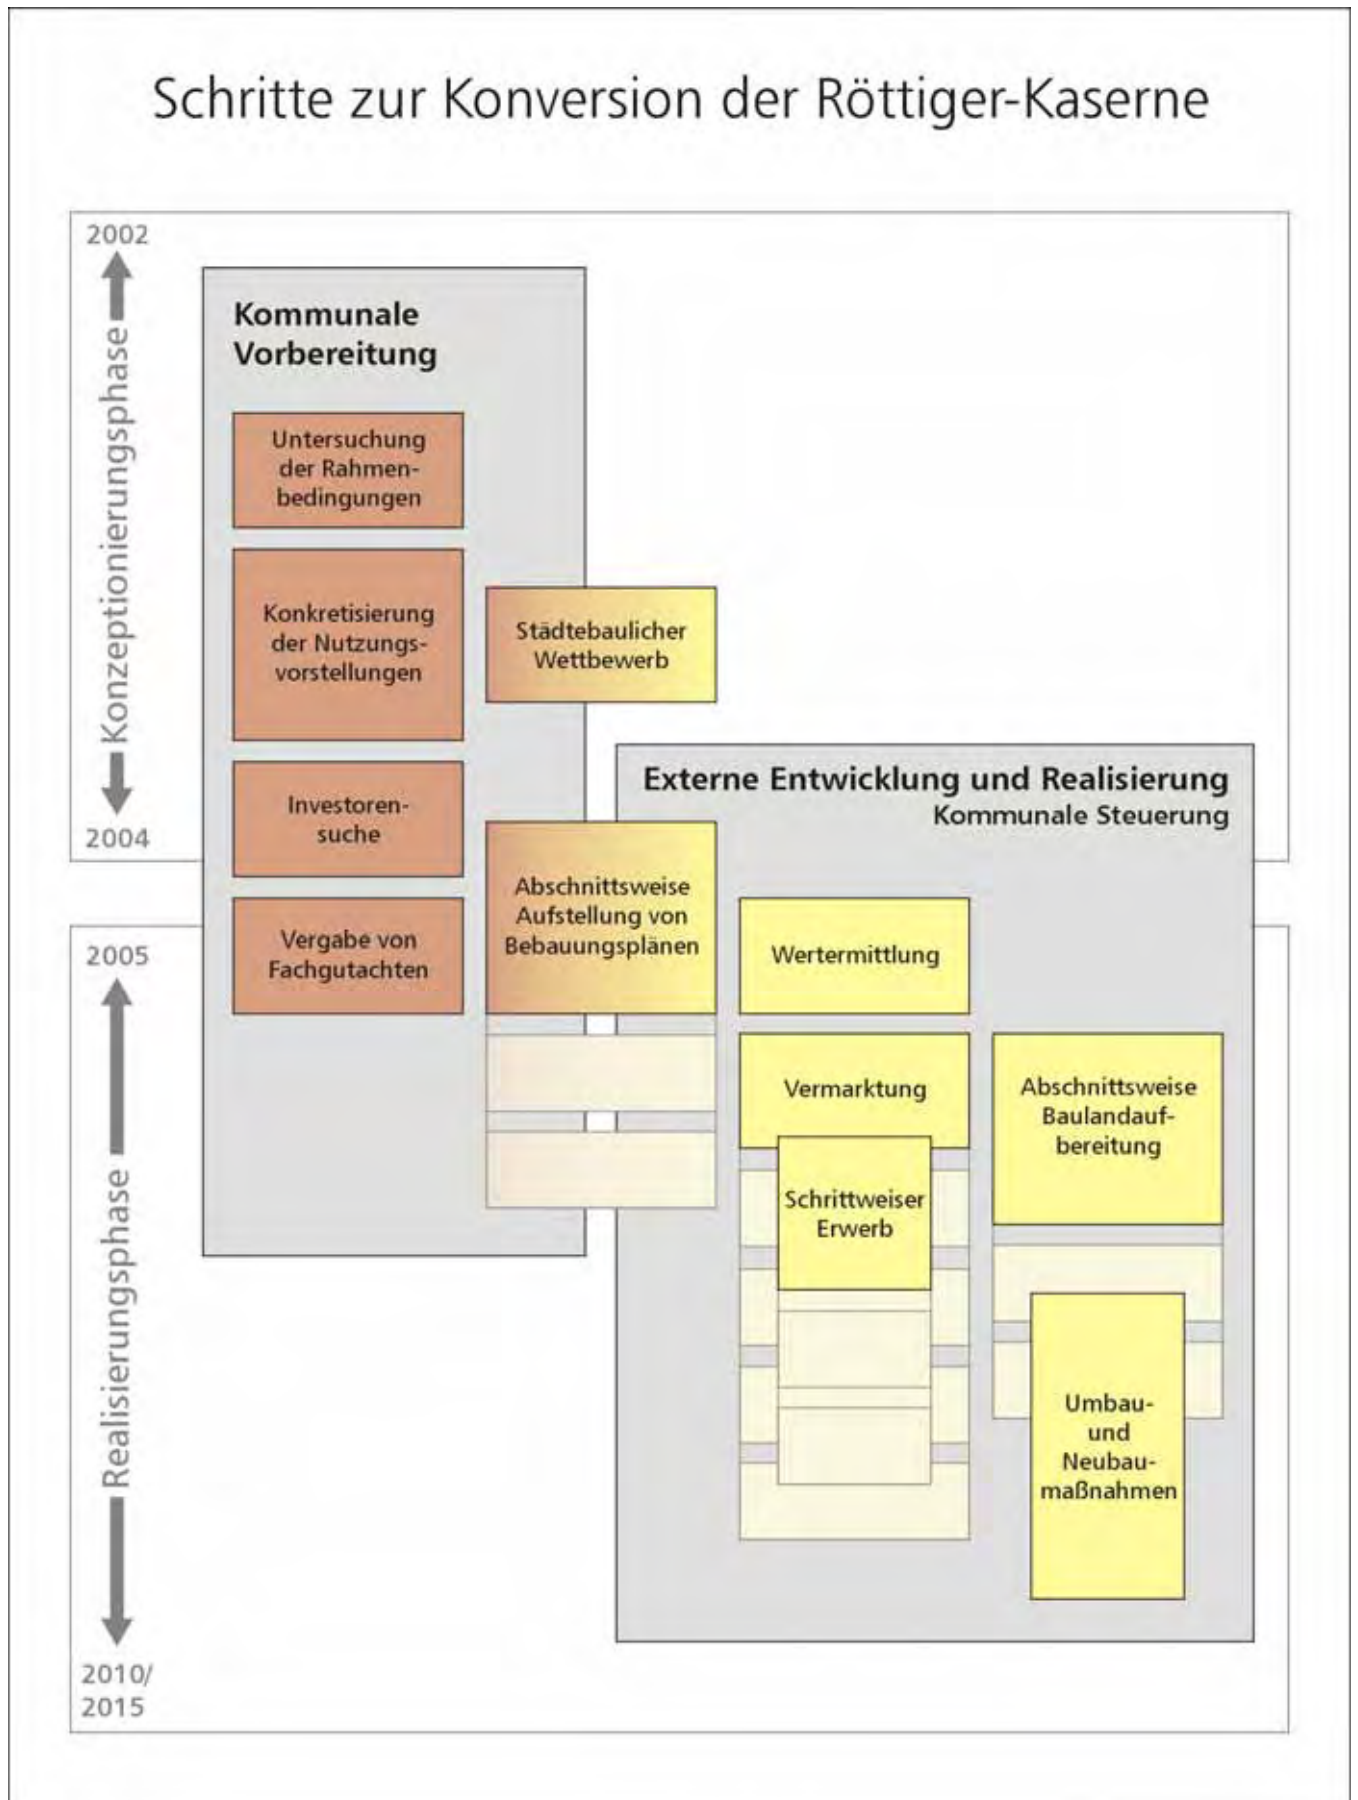 Schritte zur Konversion der Röttiger-Kaserne
2002
Konzeptionierungsphase
2004
Kommunale
Vorbereitung
Untersuchung
der Rahmen-
bedingungen
Konkretisierung
der Nutzungs-
vorstellungen
Investoren-
suche
Vergabe von
Fachgutachten
Städtebaulicher
Wettbewerb
Abschnittsweise
Aufstellung von
Bebauungsplänen
Externe Entwicklung und Realisierung
Kommunale Steuerung
Wertermittlung
Vermarktung
Schrittweiser
Erwerb
Abschnittsweise
Baulandauf-
bereitung
Umbau-
und
Neubau-
maßnahmen
2005
Realisierungsphase
2010/
2015